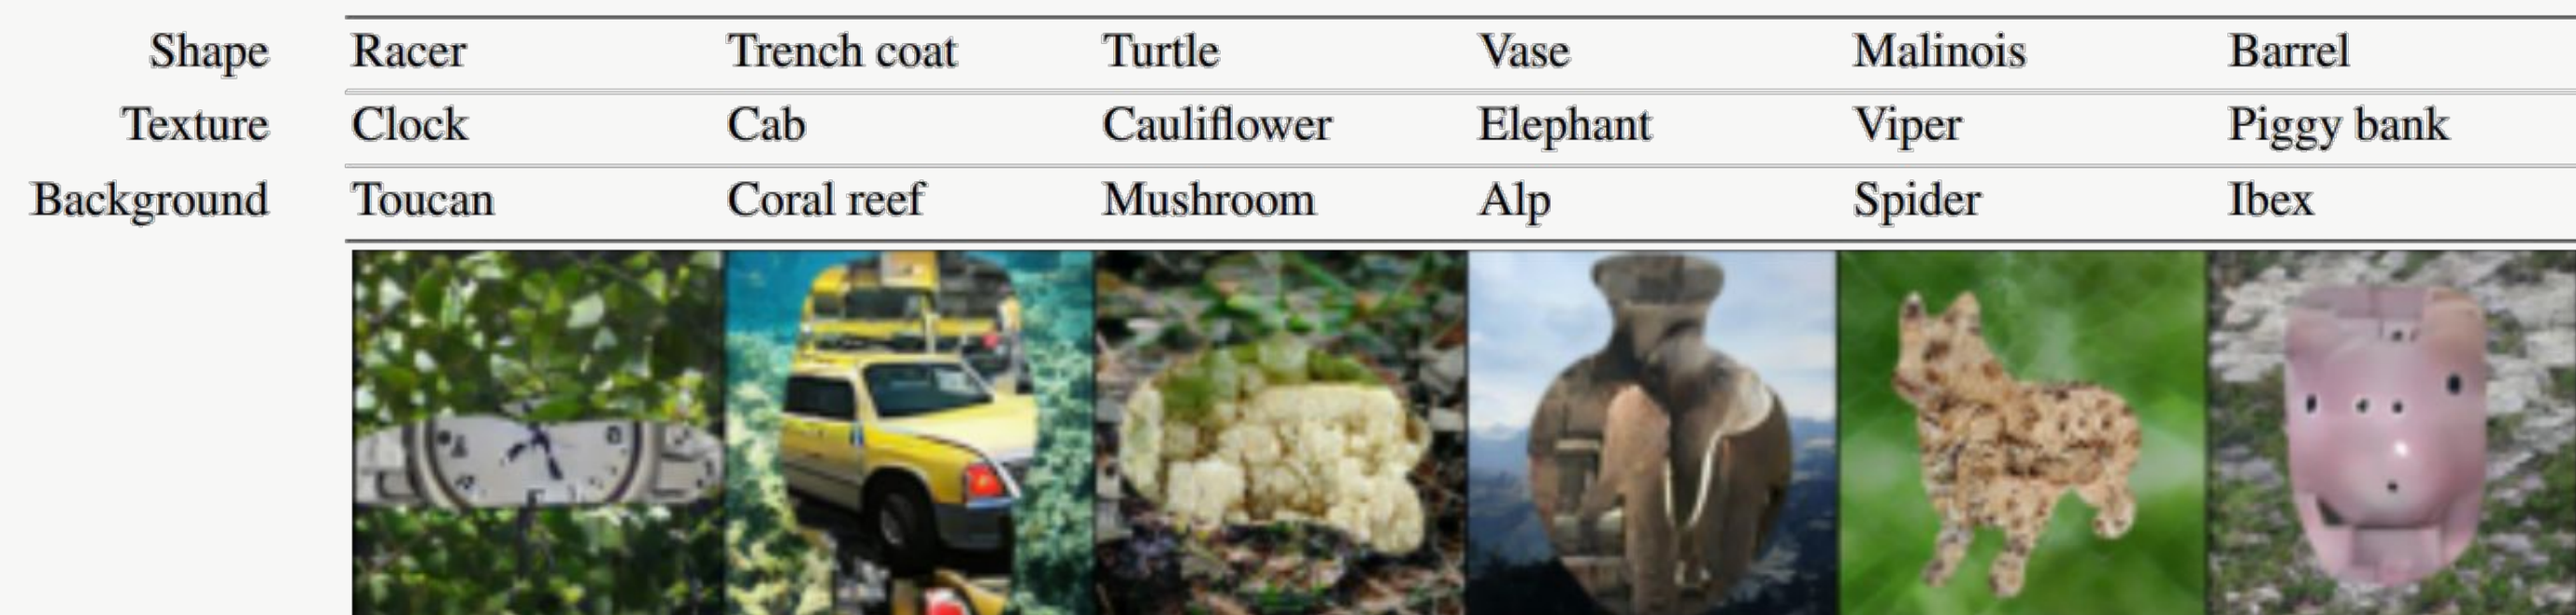 Shape Racer Trench coat Turtle Vase Malinois Barrel
Texture Clock Cab Cauliflower Elephant Viper Piggy bank
Background Toucan Coral reef Mushroom Alp Spider Ibex